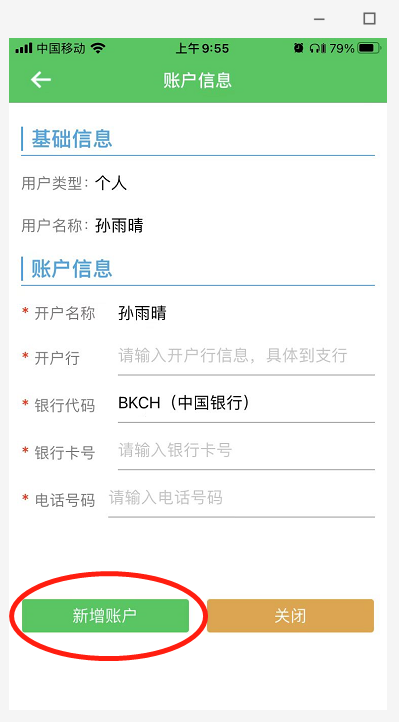 中国移动 上午9:55 79%
账户信息
基础信息
用户类型：个人
用户名称：孙雨晴
账户信息
* 开户名称 孙雨晴
* 开户行 请输入开户行信息，具体到支行
* 银行代码 BKCH（中国银行）
* 银行卡号 请输入银行卡号
* 电话号码 请输入电话号码
新增账户 关闭